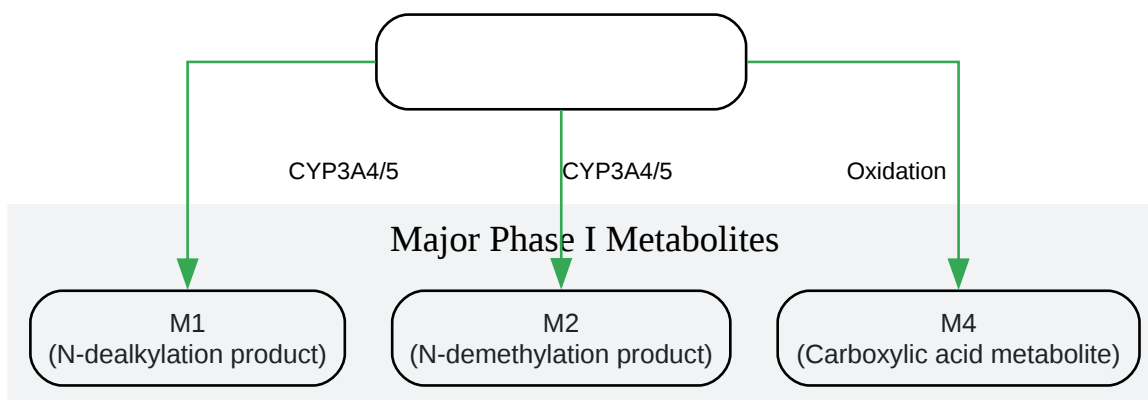 CYP3A4/5
CYP3A4/5
Oxidation
Major Phase I Metabolites
M1
(N-dealkylation product)
M2
(N-demethylation product)
M4
(Carboxylic acid metabolite)